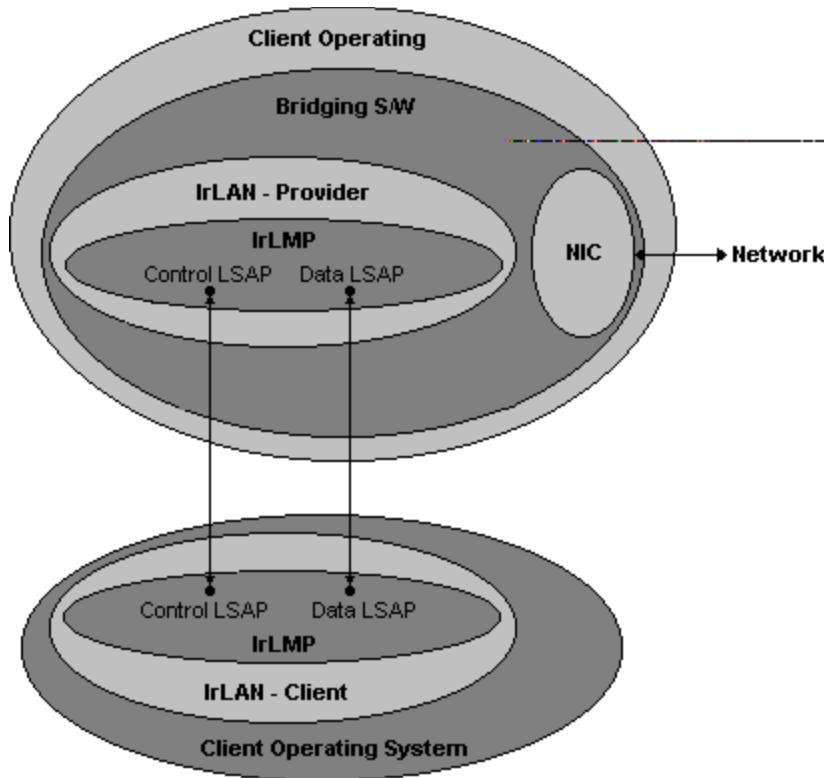 Client Operating
Bridging S/W
IrLAN - Provider
IrLMP
Control LSAP Data LSAP
NIC
Network
Control LSAP Data LSAP
IrLMP
IrLAN - Client
Client Operating System